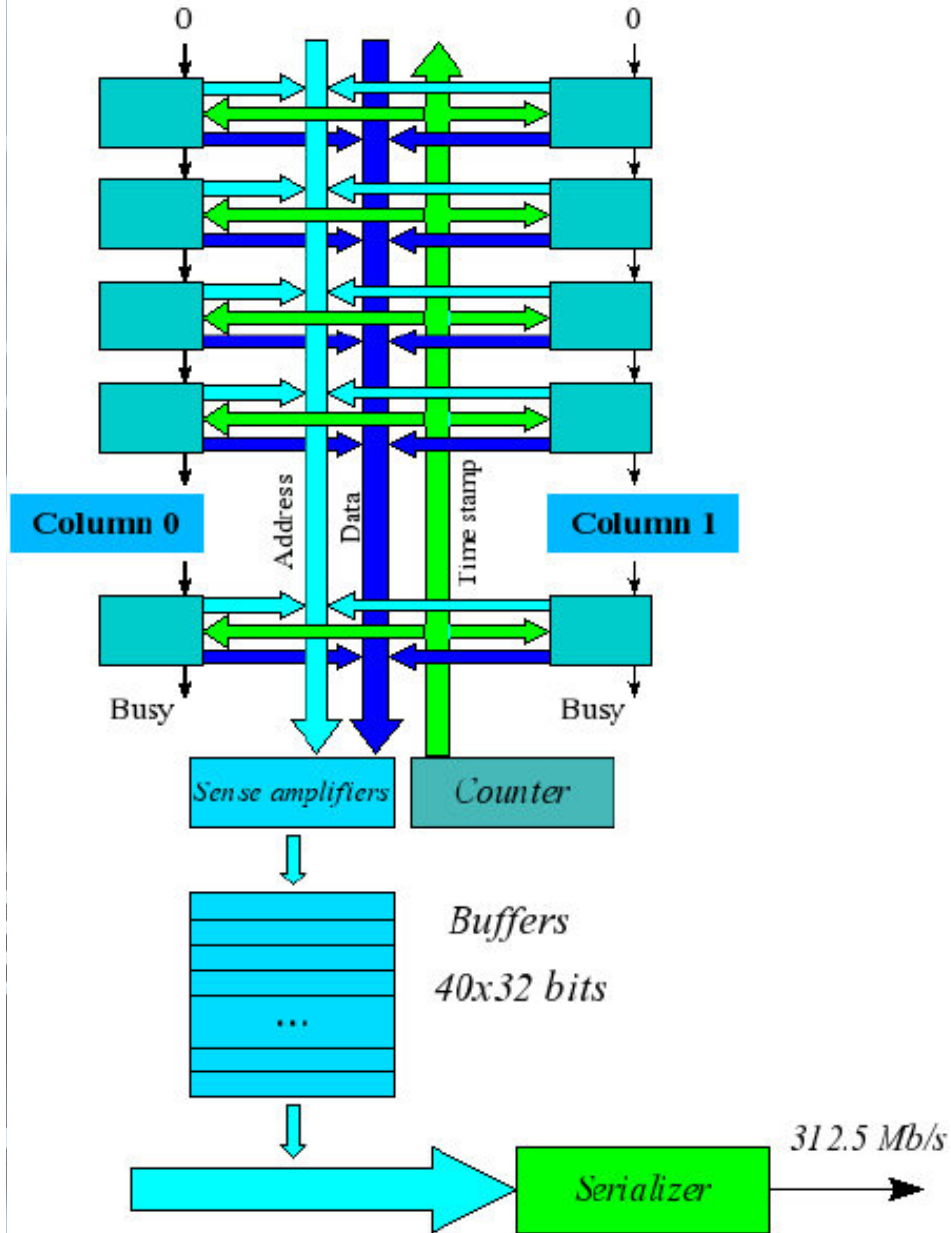 0
0
Address
Data
Time stamp
Column 0
Column 1
Busy
Busy
Sense amplifiers
Counter
Buffers
40x32 bits
...
312.5 Mb/s
Serializer